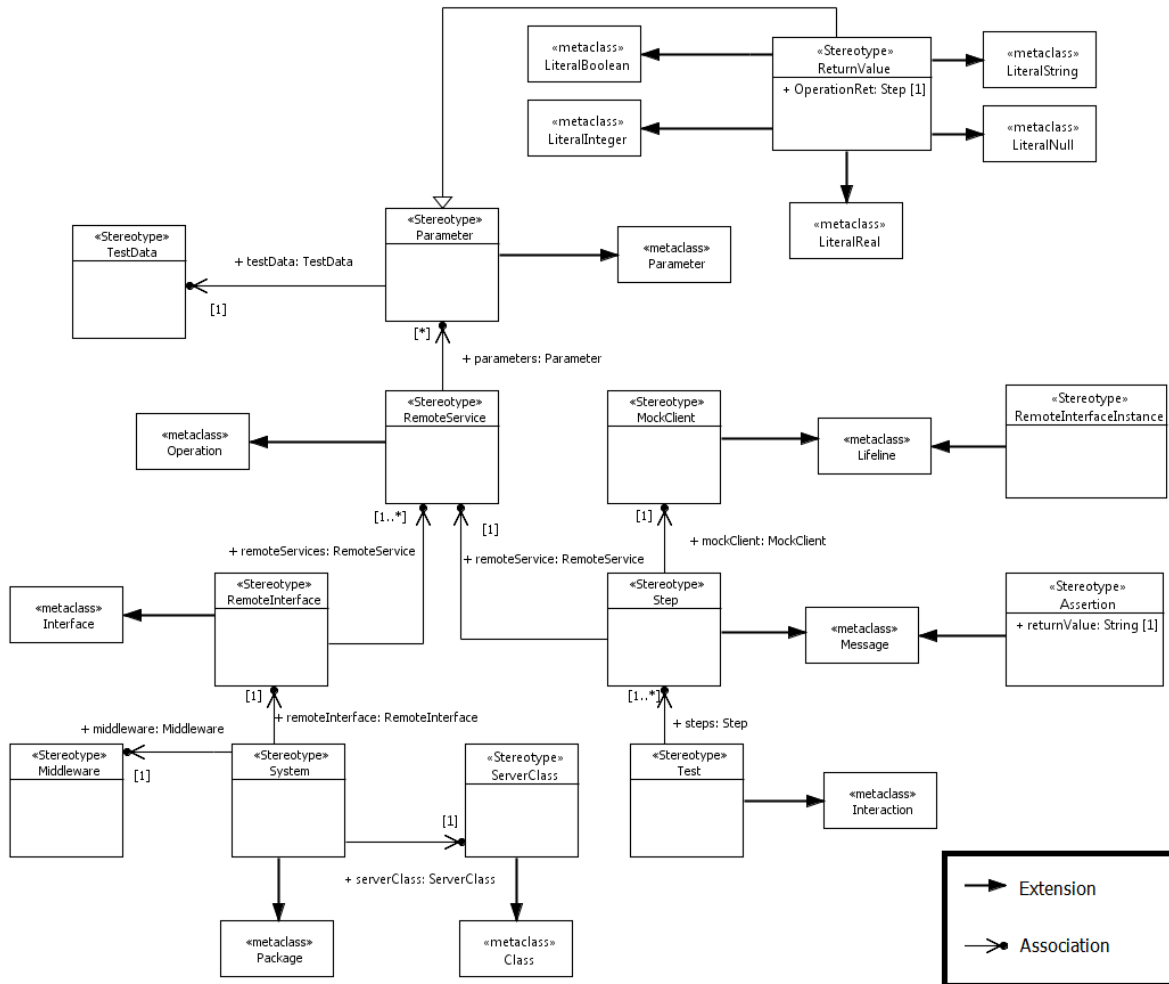 «metaclass»
LiteralBoolean
«Stereotype»
ReturnValue
+ OperationRet: Step [1]
«metaclass»
LiteralString
«metaclass»
LiteralInteger
«metaclass»
LiteralNull
«metaclass»
LiteralReal
«Stereotype»
TestData
+ testData: TestData
[1]
«Stereotype»
Parameter
«metaclass»
Parameter
[*]
+ parameters: Parameter
«metaclass»
Operation
«Stereotype»
RemoteService
«Stereotype»
MockClient
«metaclass»
Lifeline
«Stereotype»
RemoteInterfaceInstance
[1..*]
[1]
[1]
+ remoteServices: RemoteService
+ remoteService: RemoteService
+ mockClient: MockClient
«metaclass»
Interface
«Stereotype»
RemoteInterface
«Stereotype»
Step
«metaclass»
Message
«Stereotype»
Assertion
+ returnValue: String [1]
[1]
[1..*]
+ middleware: Middleware
+ remoteInterface: RemoteInterface
+ steps: Step
«Stereotype»
Middleware
[1]
«Stereotype»
System
«Stereotype»
ServerClass
[1]
«Stereotype»
Test
«metaclass»
Interaction
+ serverClass: ServerClass
«metaclass»
Package
«metaclass»
Class
Extension
Association